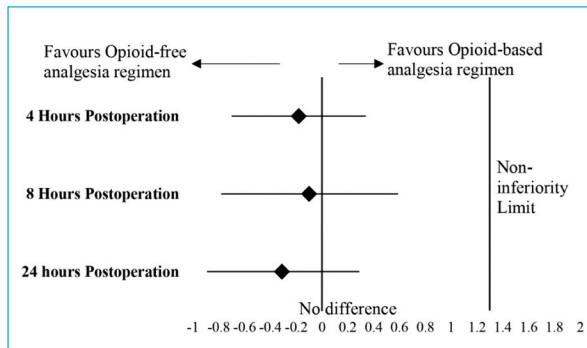 Favours Opioid-free
analgesia regimen
Favours Opioid-based
analgesia regimen
4 Hours Postoperation
8 Hours Postoperation
Non-
inferiority
Limit
24 hours Postoperation
No difference
-1 -0.8 -0.6 -0.4 -0.2 0 0.2 0.4 0.6 0.8 1 1.2 1.4 1.6 1.8 2